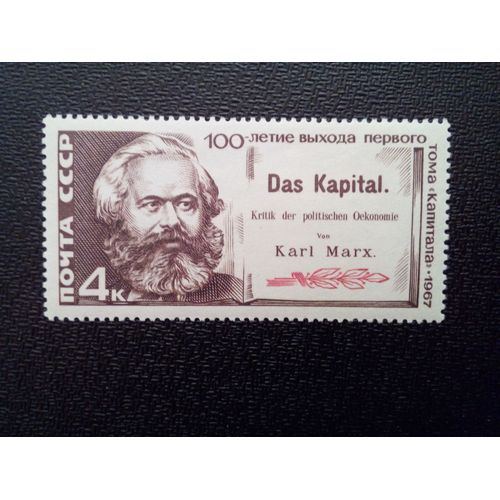 ПОЧТА СССР
4к
100-летие выхода первого
тома «Капитала»•1967
Das Kapital.
Kritik der politischen Oekonomie
Von
Karl Marx.